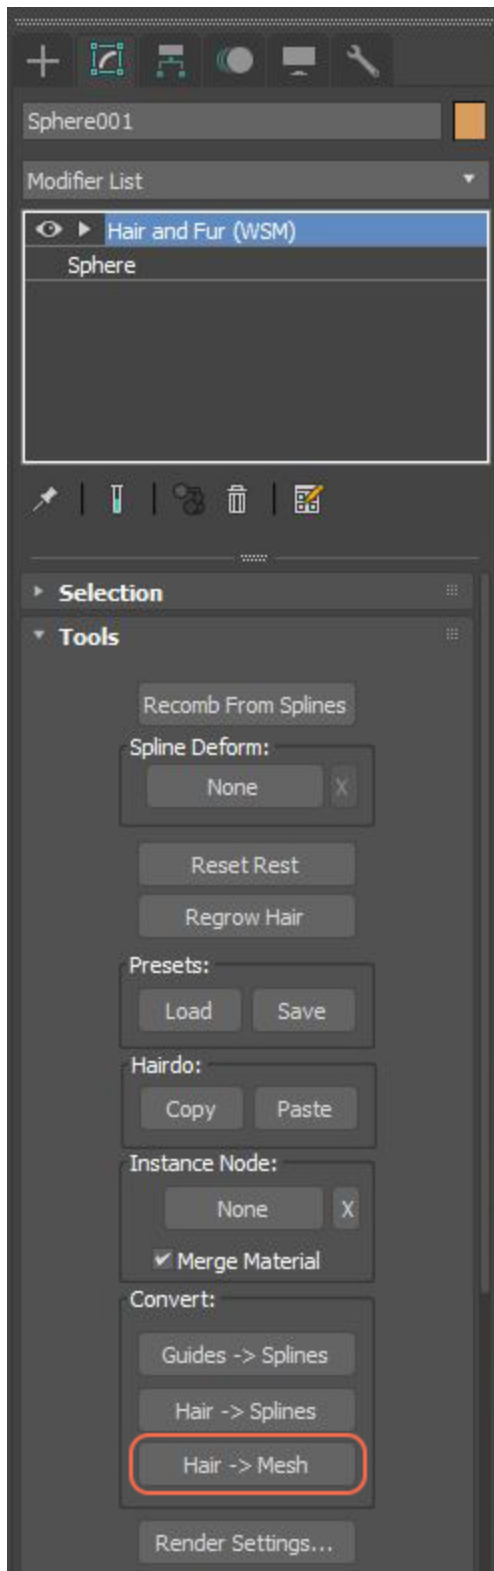 Sphere001
Modifier List
Hair and Fur (WSM)
Sphere
Selection
Tools
Recomb From Splines
Spline Deform:
None X
Reset Rest
Regrow Hair
Presets:
Load Save
Hairdo:
Copy Paste
Instance Node:
None X
Merge Material
Convert:
Guides -> Splines
Hair -> Splines
Hair -> Mesh
Render Settings...